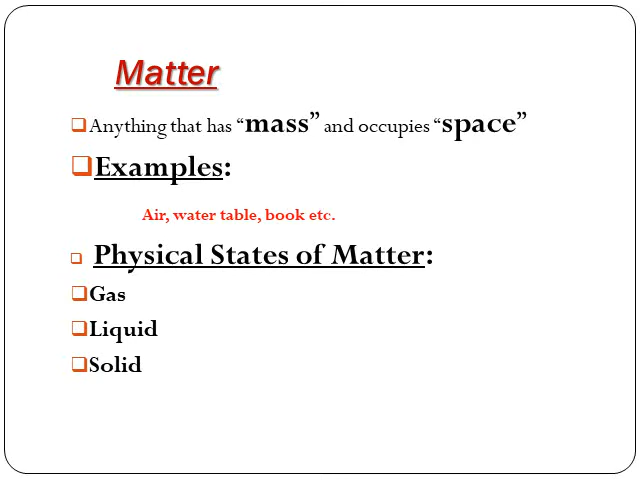 Matter
❑Anything that has “mass” and occupies “space”
❑Examples:
Air, water table, book etc.
❑ Physical States of Matter:
❑Gas
❑Liquid
❑Solid